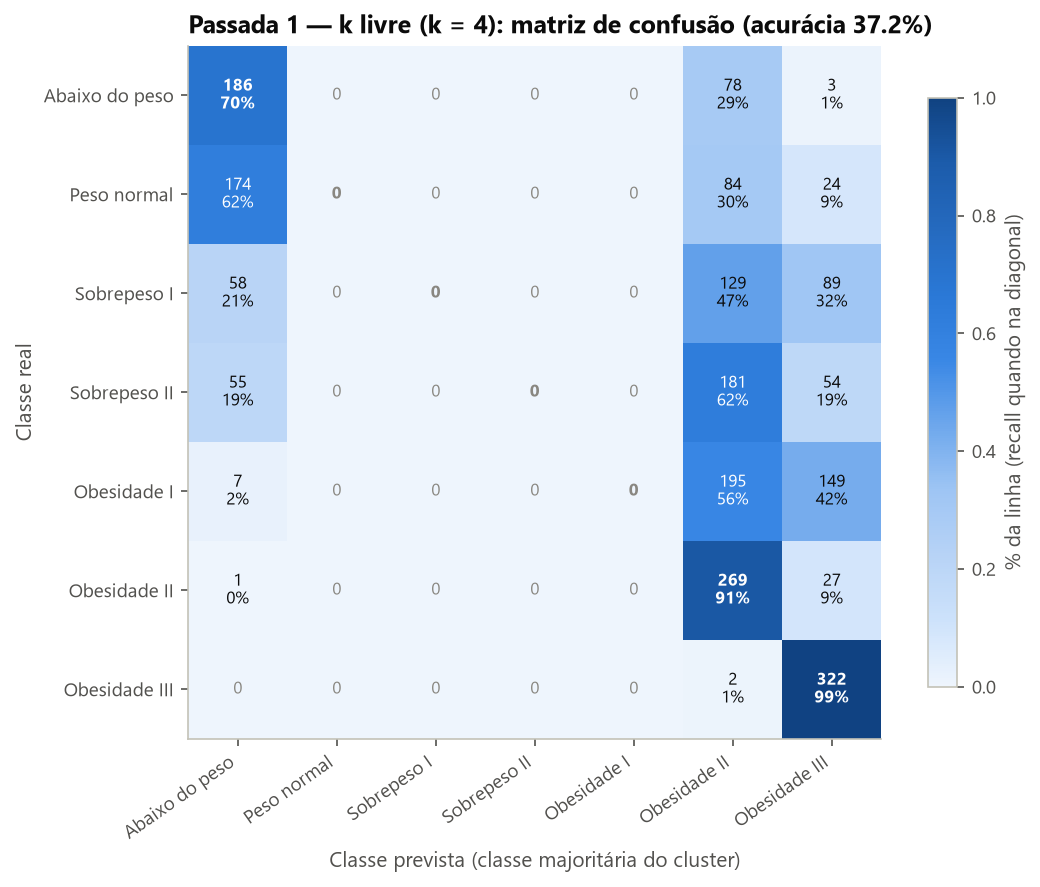 Passada 1 — k livre (k = 4): matriz de confusão (acurácia 37.2%)
Classe real
Abaixo do peso
186 0 0 0 0 78 3
70% 29% 1%
Peso normal
174 0 0 0 0 84 24
62% 30% 9%
Sobrepeso I
58 0 0 0 0 129 89
21% 47% 32%
Sobrepeso II
55 0 0 0 0 181 54
19% 62% 19%
Obesidade I
7 0 0 0 0 195 149
2% 56% 42%
Obesidade II
1 0 0 0 0 269 27
0% 91% 9%
Obesidade III
0 0 0 0 0 2 322
1% 99%
Abaixo do peso
Peso normal
Sobrepeso I
Sobrepeso II
Obesidade I
Obesidade II
Obesidade III
Classe prevista (classe majoritária do cluster)
1.0
0.8
0.6
0.4
0.2
0.0
% da linha (recall quando na diagonal)